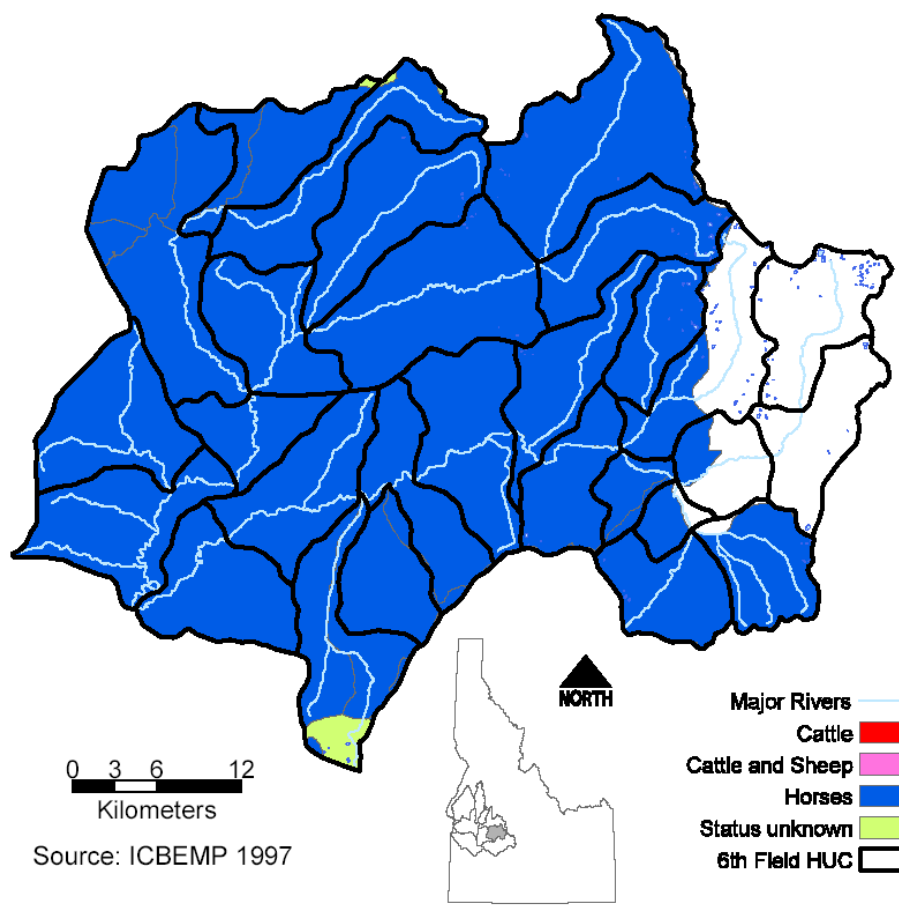 NORTH
Major Rivers
Cattle
Cattle and Sheep
Horses
Status unknown
6th Field HUC
0 3 6 12
Kilometers
Source: ICBEMP 1997